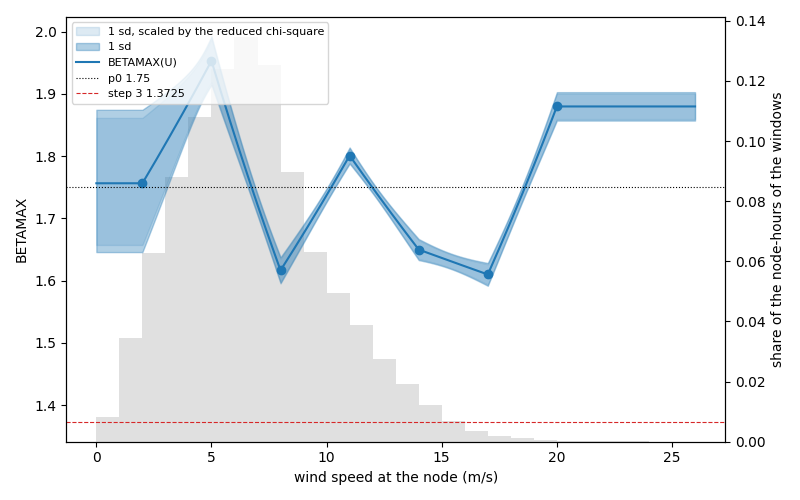 1 sd, scaled by the reduced chi-square
1 sd
BETAMAX(U)
p0 1.75
step 3 1.3725
2.0
1.9
1.8
1.7
1.6
1.5
1.4
BETAMAX
0.14
0.12
0.10
0.08
0.06
0.04
0.02
0.00
share of the node-hours of the windows
0 5 10 15 20 25
wind speed at the node (m/s)